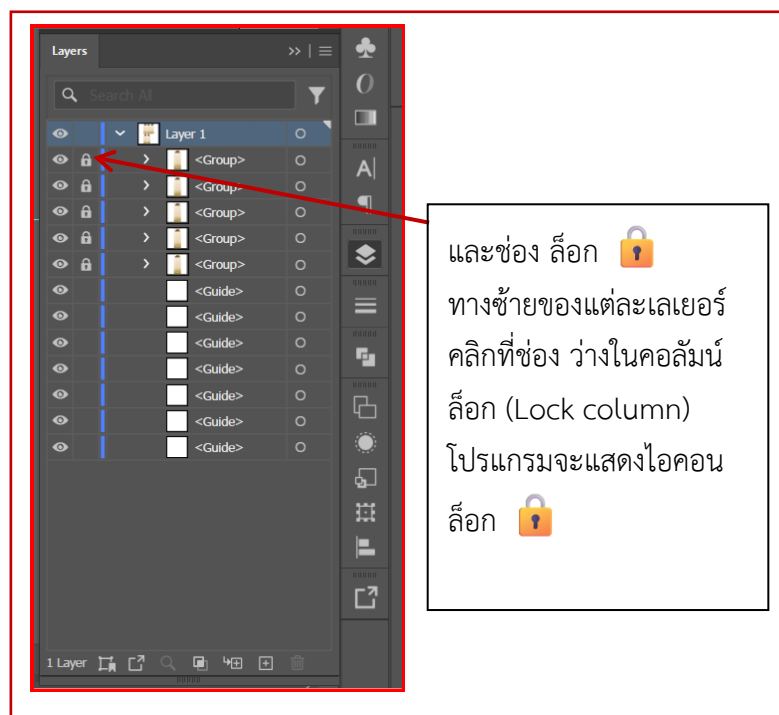 Layers
Search All
Layer 1
<Group>
<Group>
<Group>
<Group>
<Group>
<Guide>
<Guide>
<Guide>
<Guide>
<Guide>
<Guide>
<Guide>
1 Layer
และช่อง ล็อก 🔓
ทางซ้ายของแต่ละเลเยอร์
คลิกที่ช่อง ว่างในคอลัมน์
ล็อก (Lock column)
โปรแกรมจะแสดงไอคอน
ล็อก 🔓